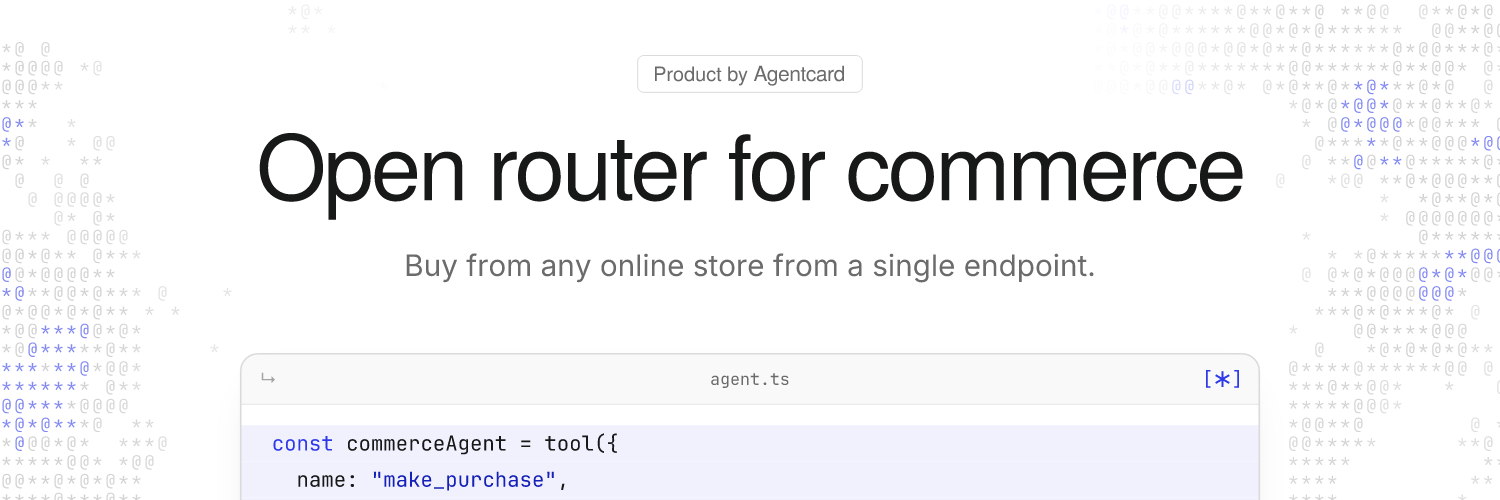 Product by Agentcard
Open router for commerce
Buy from any online store from a single endpoint.
agent.ts
[*]
const commerceAgent = tool({
name: "make_purchase",